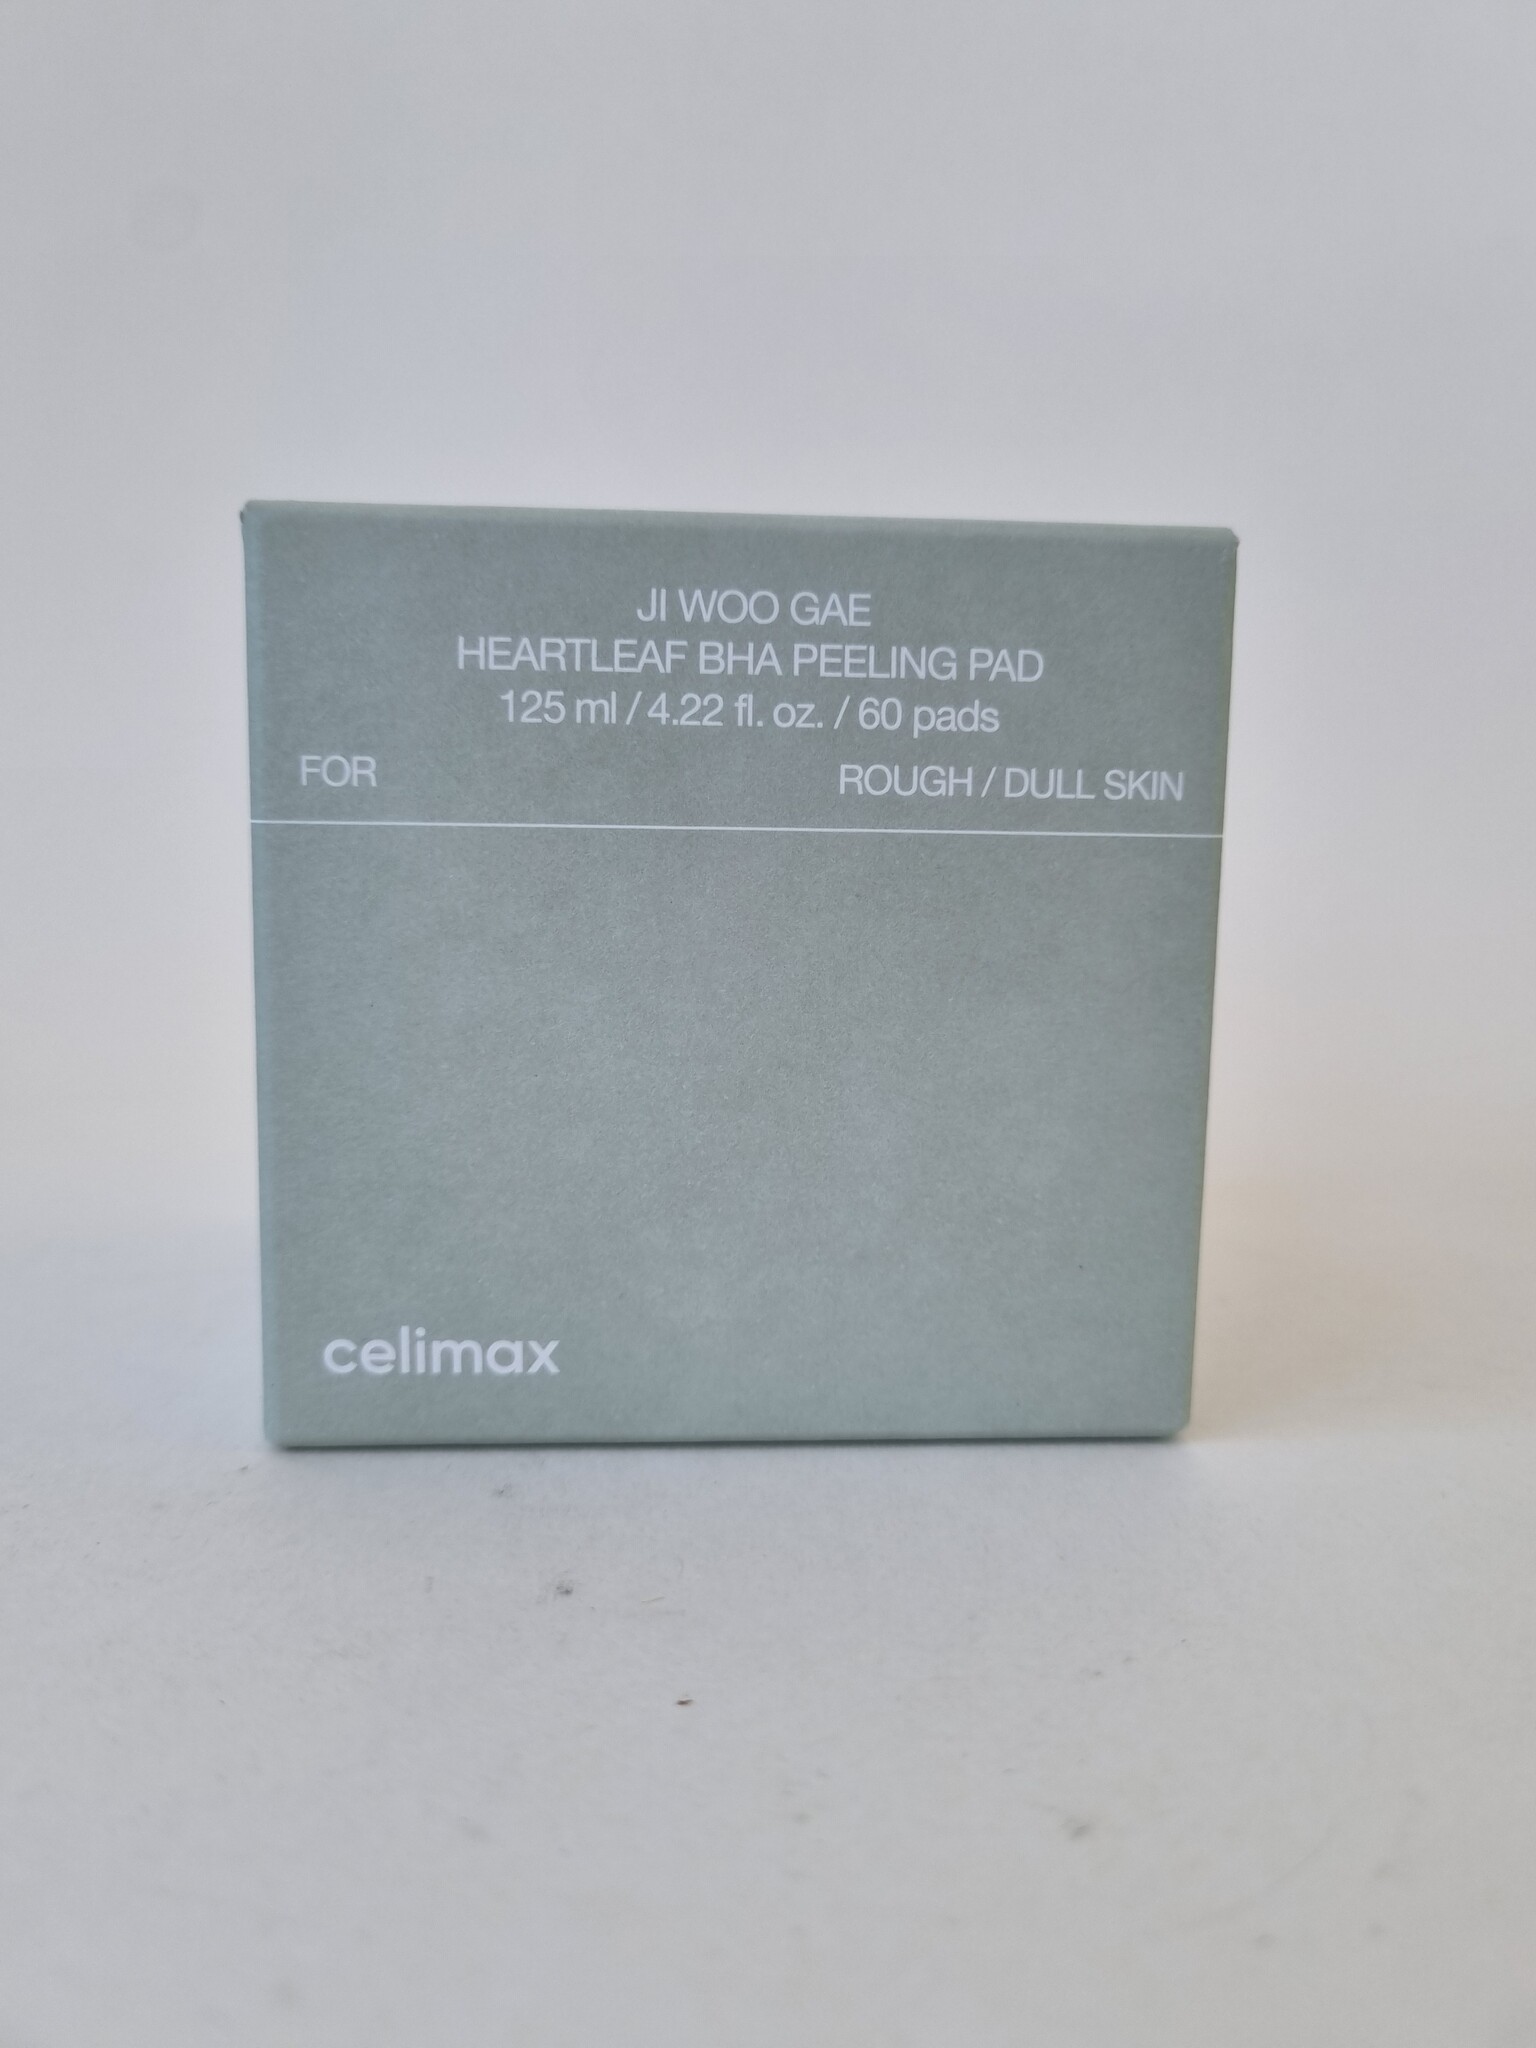 JI WOO GAE
HEARTLEAF BHA PEELING PAD
125 ml / 4.22 fl. oz. / 60 pads
FOR ROUGH / DULL SKIN
celimax